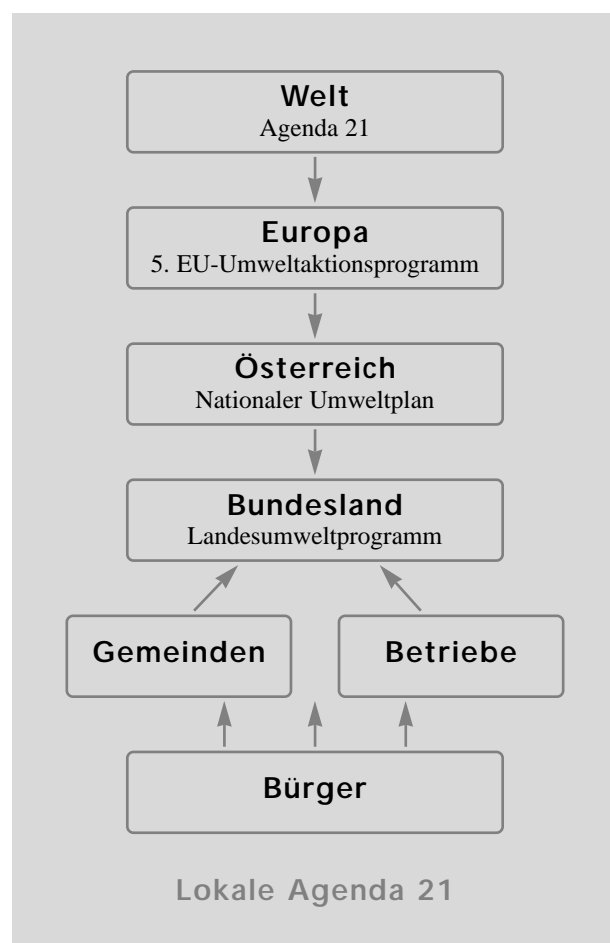 Welt
Agenda 21
Europa
5. EU-Umweltaktionsprogramm
Österreich
Nationaler Umweltplan
Bundesland
Landesumweltprogramm
Gemeinden
Betriebe
Bürger
Lokale Agenda 21